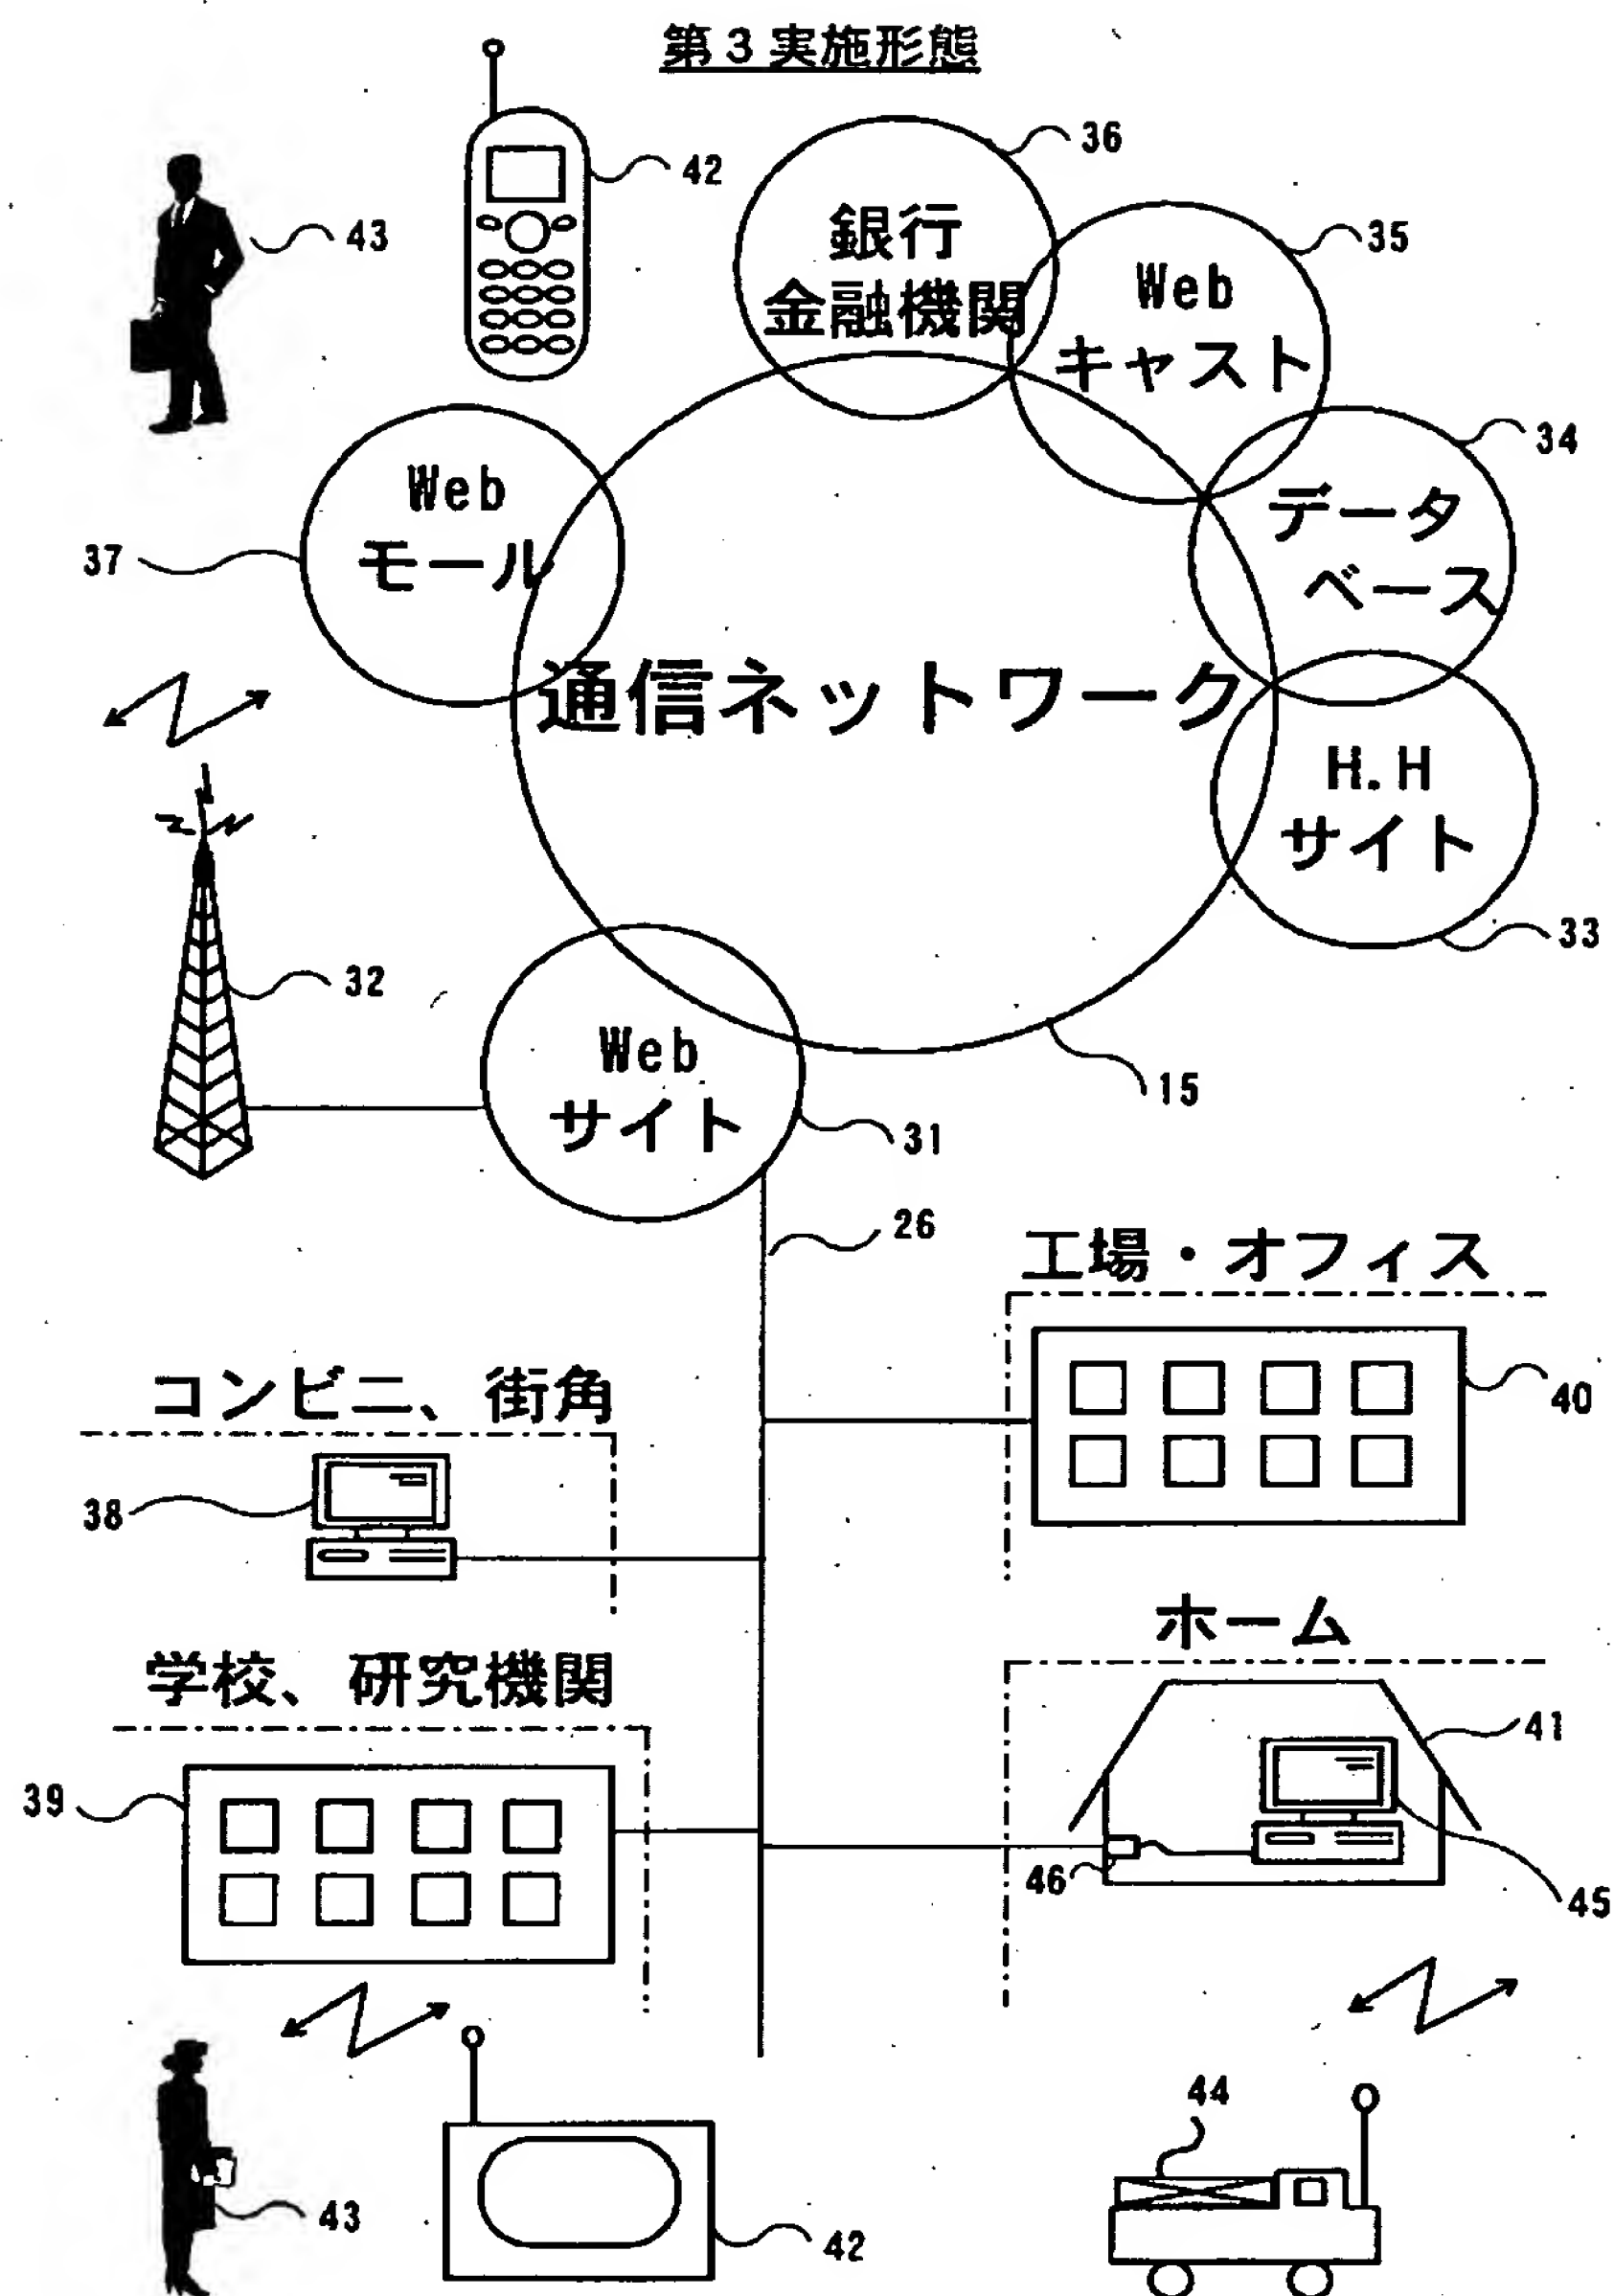 第3実施形態
36
42
43
35
銀行
金融機関
Web
キャスト
34
Web
モール
37
データ
ベース
通信ネットワーク
H.H
サイト
33
32
Web
サイト
15
31
26
工場・オフィス
40
コンビニ、街角
38
ホーム
学校、研究機関
41
39
46
45
44
43
42